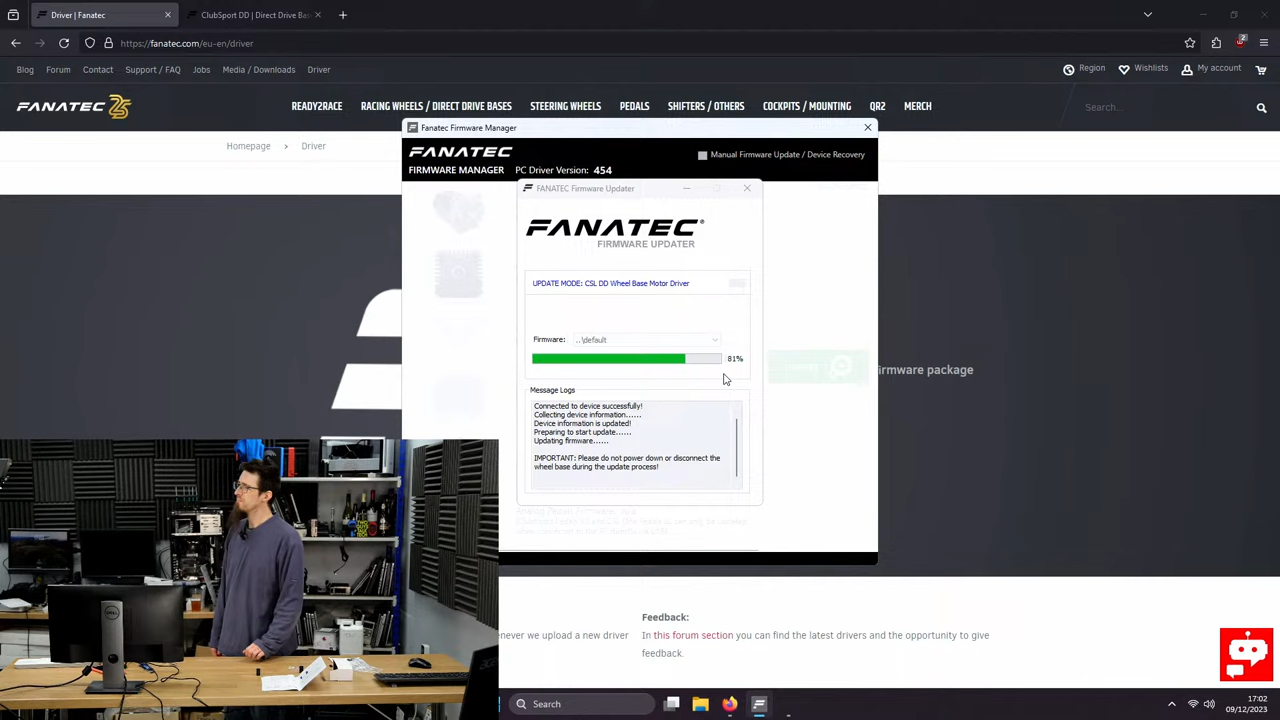 Driver | Fanatec
ClubSport DD | Direct Drive Bas
https://fanatec.com/eu-en/driver
2
Blog Forum Contact Support / FAQ Jobs Media / Downloads Driver
Region Wishlists My account
FANATEC 25
READY2RACE RACING WHEELS / DIRECT DRIVE BASES STEERING WHEELS PEDALS SHIFTERS / OTHERS COCKPITS / MOUNTING QR2 MERCH
Search...
Homepage > Driver
Fanatec Firmware Manager
FANATEC
FIRMWARE MANAGER PC Driver Version: 454
Manual Firmware Update / Device Recovery
FANATEC Firmware Updater
FANATEC®
FIRMWARE UPDATER
UPDATE MODE: CSL DD Wheel Base Motor Driver
Firmware: ..\default
81%
irmware package
Message Logs
Connected to device successfully!
Collecting device information......
Device information is updated!
Preparing to start update......
Updating firmware......
IMPORTANT: Please do not power down or disconnect the
wheel base during the update process!
Feedback:
enever we upload a new driver
In this forum section you can find the latest drivers and the opportunity to give
feedback.
DELL
Search
17:02
09/12/2023